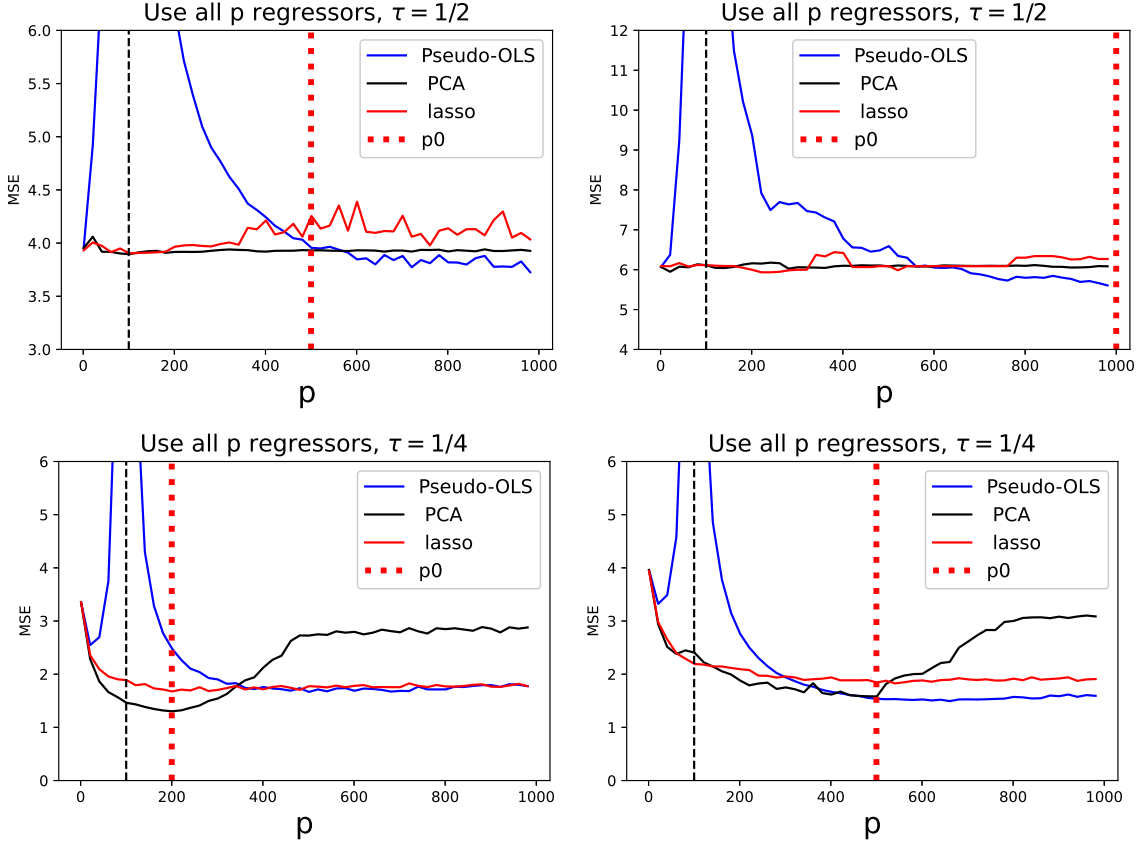 Use all p regressors, τ = 1/2
6.0
5.5
5.0
4.5
4.0
3.5
3.0
MSE
Pseudo-OLS
PCA
lasso
p0
0 200 400 600 800 1000
p
Use all p regressors, τ = 1/2
12
11
10
9
8
7
6
5
4
MSE
Pseudo-OLS
PCA
lasso
p0
0 200 400 600 800 1000
p
Use all p regressors, τ = 1/4
6
5
4
3
2
1
0
MSE
Pseudo-OLS
PCA
lasso
p0
0 200 400 600 800 1000
p
Use all p regressors, τ = 1/4
6
5
4
3
2
1
0
MSE
Pseudo-OLS
PCA
lasso
p0
0 200 400 600 800 1000
p